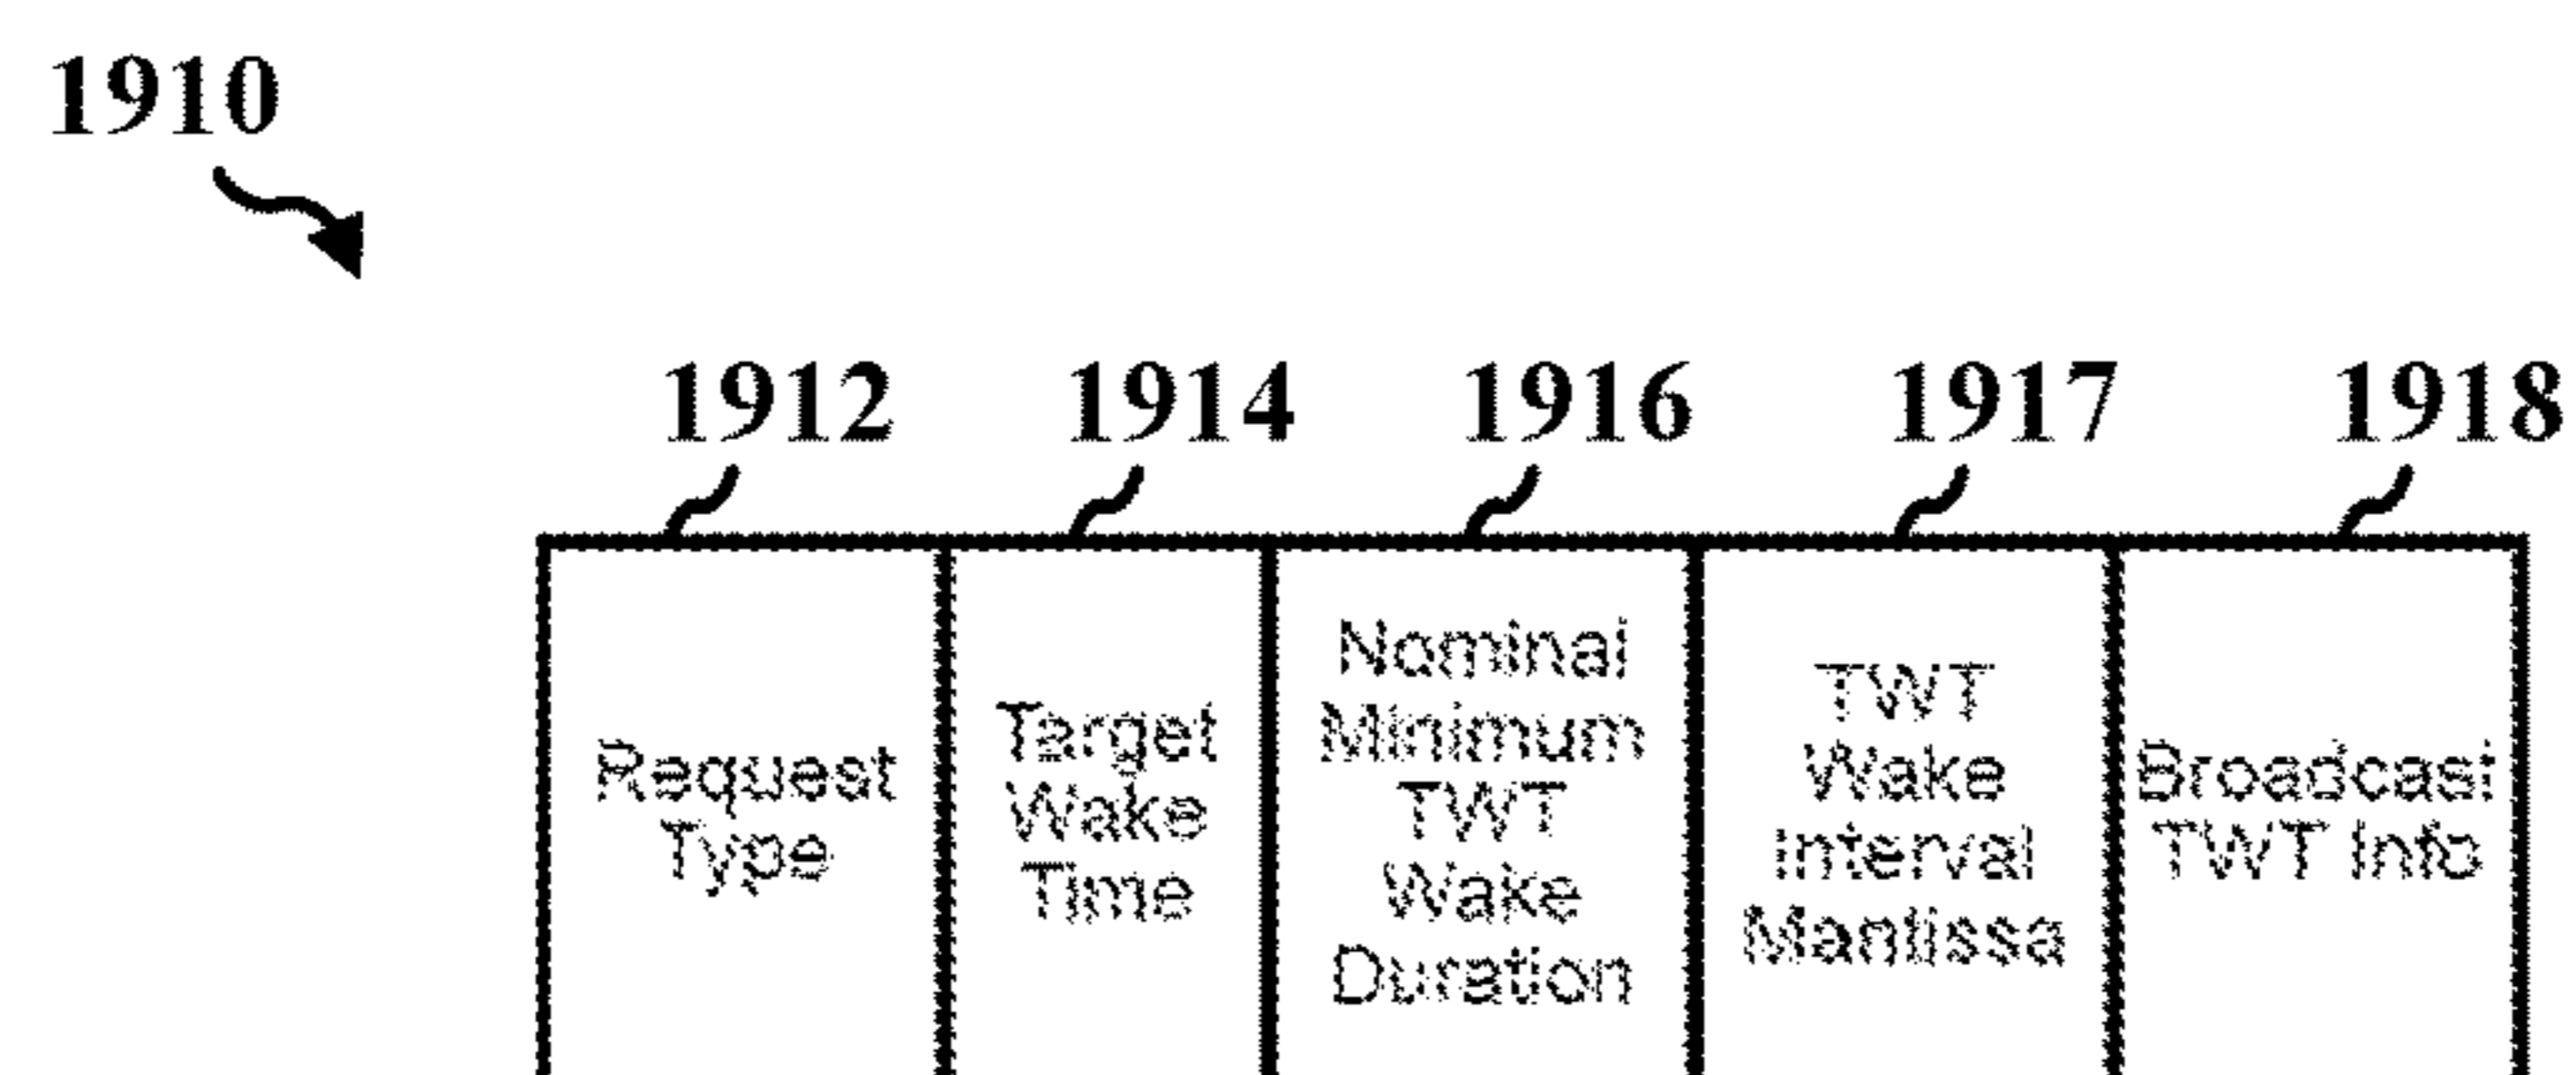 1910
1912 1914 1916 1917 1918
Request
Type
Target
Wake
Time
Nominal
Minimum
TWT
Wake
Duration
TWT
Wake
Interval
Mantissa
Broadcast
TWT Info